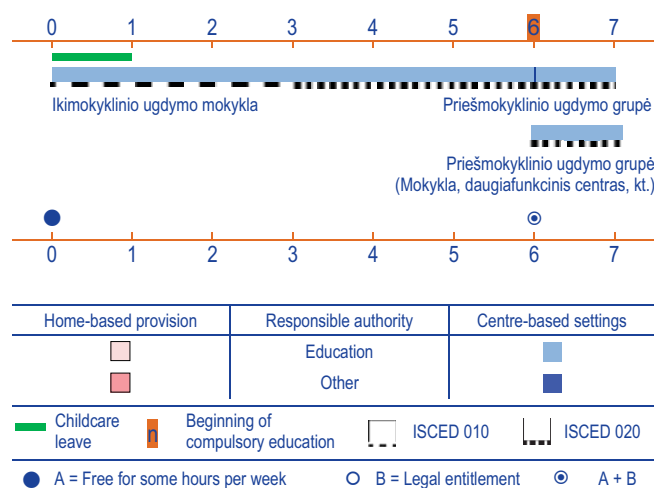 0 1 2 3 4 5 6 7
Ikimokyklinio ugdymo mokykla Priešmokyklinio ugdymo grupė
Priešmokyklinio ugdymo grupė
(Mokykla, daugiafunkcinis centras, kt.)
0 1 2 3 4 5 6 7
Home-based provision Responsible authority Centre-based settings
Education
Other
Childcare
leave
n
Beginning of
compulsory education
ISCED 010
ISCED 020
A = Free for some hours per week B = Legal entitlement A + B